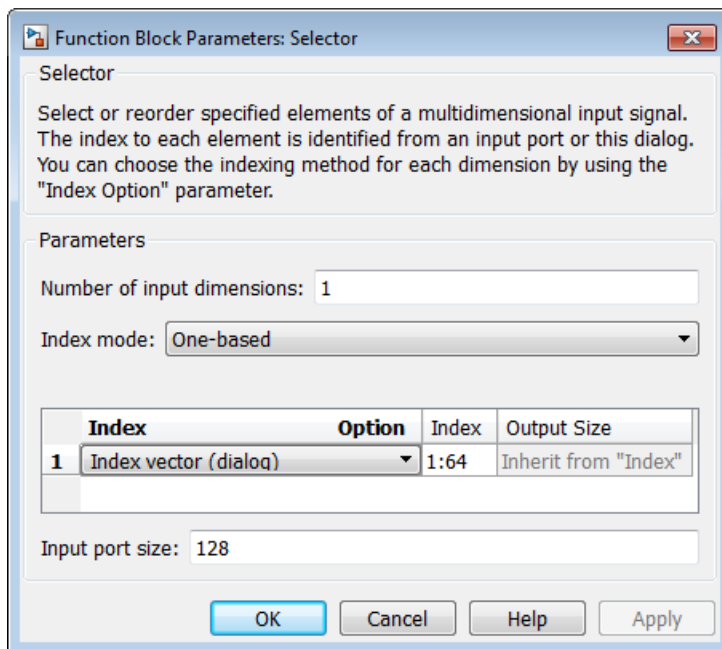 Function Block Parameters: Selector
Selector
Select or reorder specified elements of a multidimensional input signal.
The index to each element is identified from an input port or this dialog.
You can choose the indexing method for each dimension by using the
"Index Option" parameter.
Parameters
Number of input dimensions: 1
Index mode: One-based
Index Option Index Output Size
1 Index vector (dialog) 1:64 Inherit from "Index"
Input port size: 128
OK Cancel Help Apply